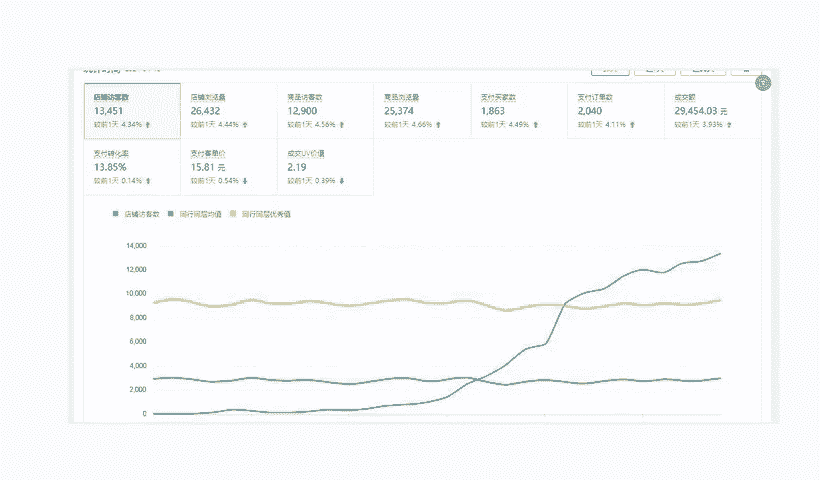 店铺访客数
13,451
较前1天 4.34%
店铺浏览量
26,432
较前1天 4.44%
商品访客数
12,900
较前1天 4.56%
商品浏览量
25,374
较前1天 4.66%
支付买家数
1,863
较前1天 4.49%
支付订单数
2,040
较前1天 4.11%
成交额
29,454.03 元
较前1天 3.93%
支付转化率
13.85%
较前1天 0.14%
支付客单价
15.81 元
较前1天 0.54%
成交UV价值
2.19
较前1天 0.39%
店铺访客数 同行同层均值 同行同层优秀值
14,000
12,000
10,000
8,000
6,000
4,000
2,000
0